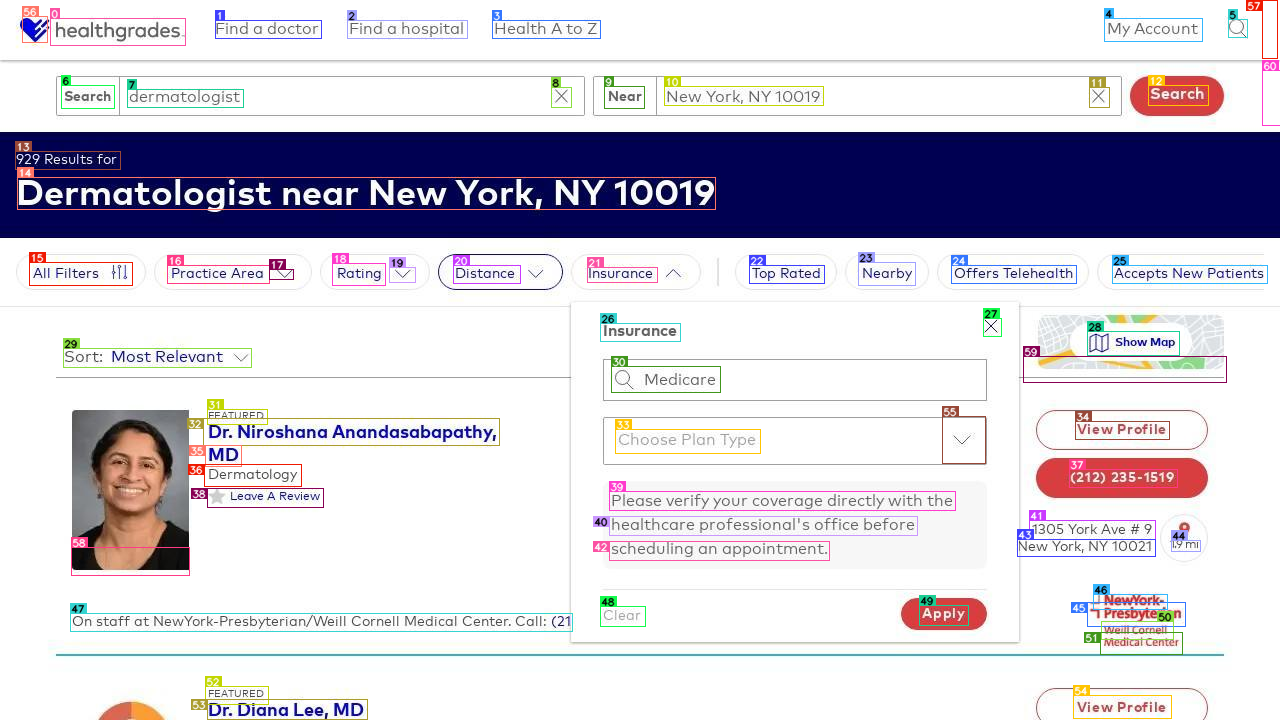 healthgrades
Find a doctor
Find a hospital
Health A to Z
My Account
Search
dermatologist
Near
New York, NY 10019
Search
929 Results for
Dermatologist near New York, NY 10019
All Filters
Practice Area
Rating
Distance
Insurance
Top Rated
Nearby
Offers Telehealth
Accepts New Patients
Insurance
Medicare
Choose Plan Type
Please verify your coverage directly with the
healthcare professional's office before
scheduling an appointment.
Clear
Apply
Show Map
Sort: Most Relevant
FEATURED
Dr. Niroshana Anandasabapathy,
MD
Dermatology
Leave A Review
View Profile
(212) 235-1519
1305 York Ave # 9
New York, NY 10021
1.9 mi
On staff at NewYork-Presbyterian/Weill Cornell Medical Center. Call: (21
NewYork-
Presbyterian
Weill Cornell
Medical Center
FEATURED
Dr. Diana Lee, MD
View Profile
56
0
1
2
3
4
5
57
60
6
7
8
9
10
11
12
13
14
15
16
17
18
19
20
21
22
23
24
25
26
27
28
29
59
30
31
32
33
55
34
35
36
37
38
39
40
41
42
43
44
58
46
45
47
48
49
50
51
52
53
54